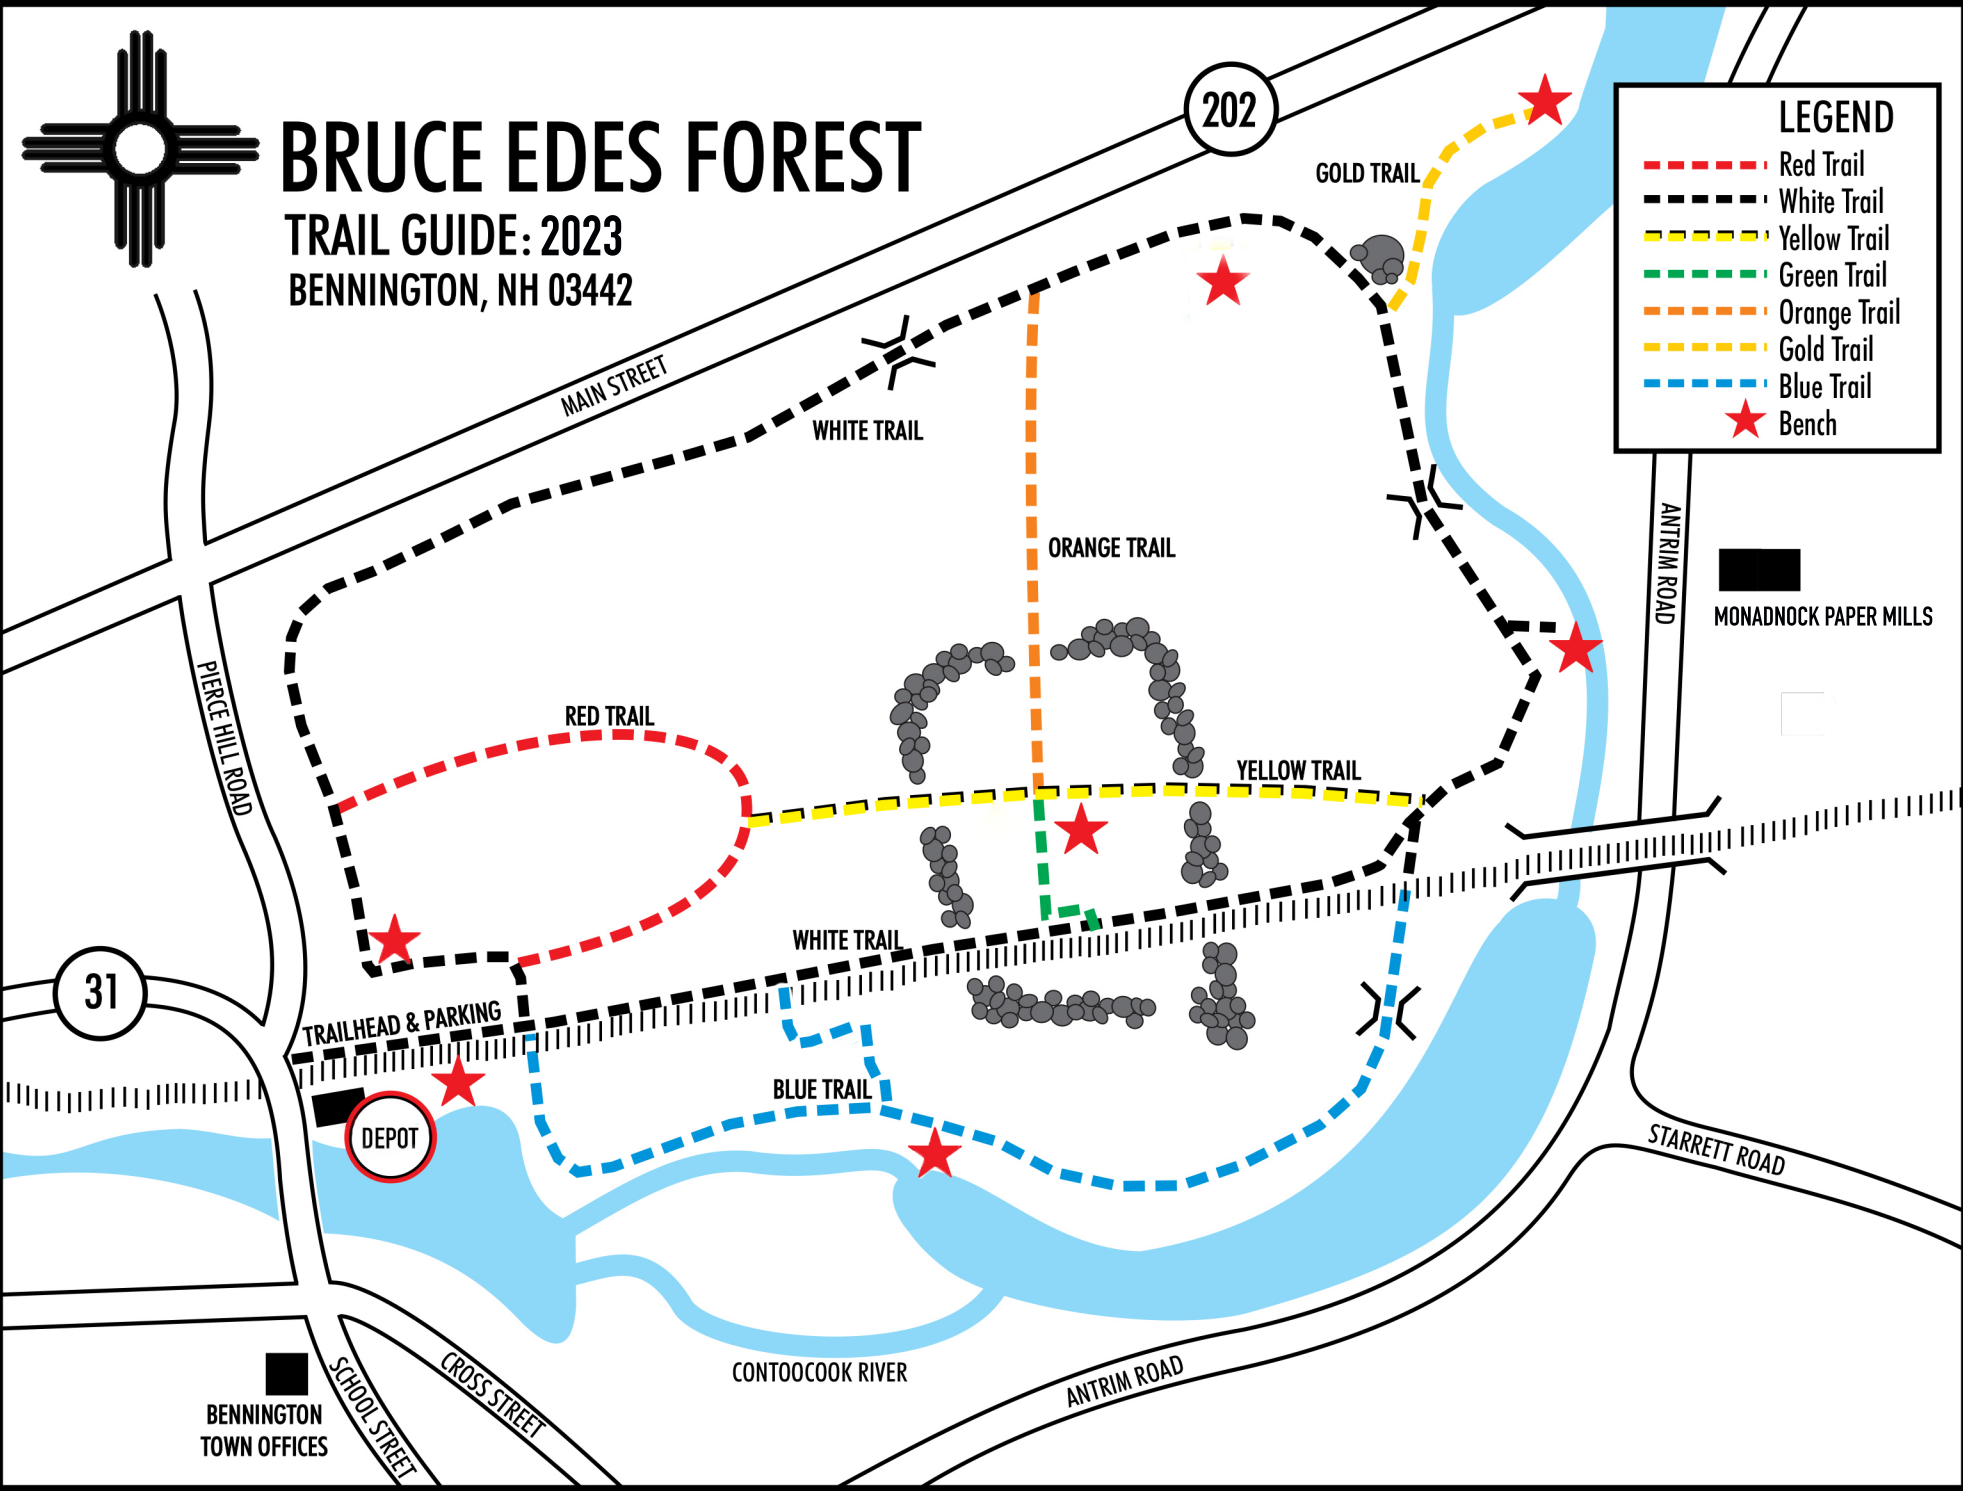 BRUCE EDES FOREST
TRAIL GUIDE: 2023
BENNINGTON, NH 03442
202
MAIN STREET
GOLD TRAIL
LEGEND
Red Trail
White Trail
Yellow Trail
Green Trail
Orange Trail
Gold Trail
Blue Trail
Bench
WHITE TRAIL
ORANGE TRAIL
ANTRIM ROAD
MONADNOCK PAPER MILLS
PIERCE HILL ROAD
RED TRAIL
YELLOW TRAIL
WHITE TRAIL
31
TRAILHEAD & PARKING
BLUE TRAIL
DEPOT
STARRETT ROAD
CONTOOCOOK RIVER
ANTRIM ROAD
CROSS STREET
SCHOOL STREET
BENNINGTON
TOWN OFFICES